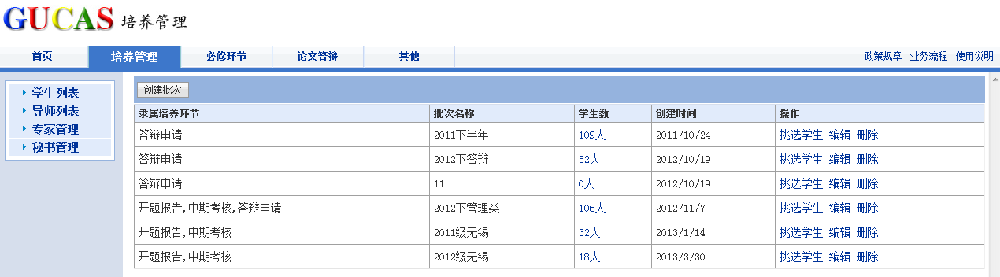 GUCAS 培养管理
首页 培养管理 必修环节 论文答辩 其他 政策规章 业务流程 使用说明
学生列表
导师列表
专家管理
秘书管理
创建批次
隶属培养环节 批次名称 学生数 创建时间 操作
答辩申请 2011下半年 109人 2011/10/24 挑选学生 编辑 删除
答辩申请 2012下答辩 52人 2012/10/19 挑选学生 编辑 删除
答辩申请 11 0人 2012/10/19 挑选学生 编辑 删除
开题报告,中期考核,答辩申请 2012下管理类 106人 2012/11/7 挑选学生 编辑 删除
开题报告,中期考核 2011级无锡 32人 2013/1/14 挑选学生 编辑 删除
开题报告,中期考核 2012级无锡 18人 2013/3/30 挑选学生 编辑 删除